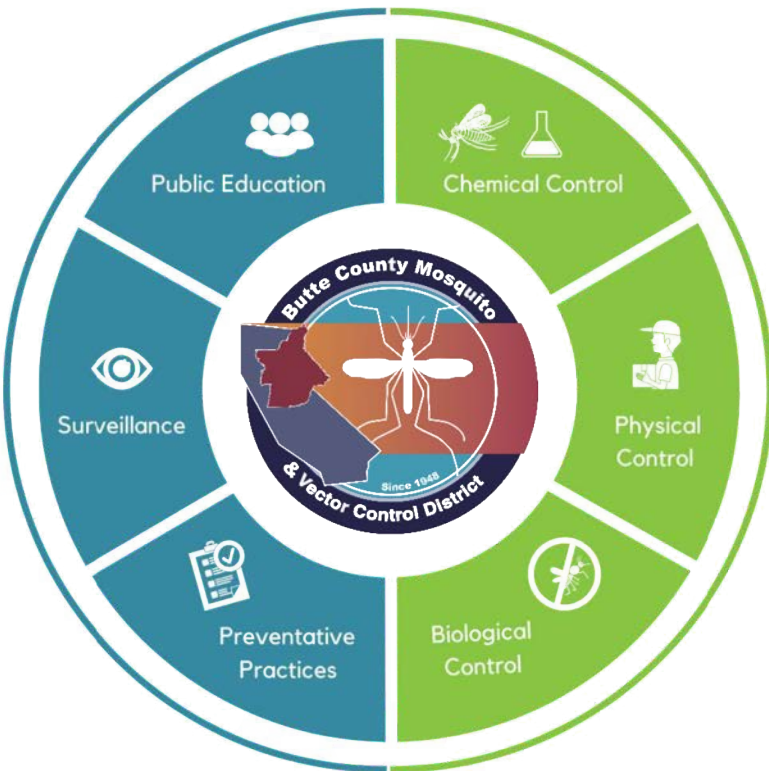 Public Education
Chemical Control
Surveillance
Physical
Control
Preventative
Practices
Biological
Control
Butte County Mosquito
Since 1948
& Vector Control District